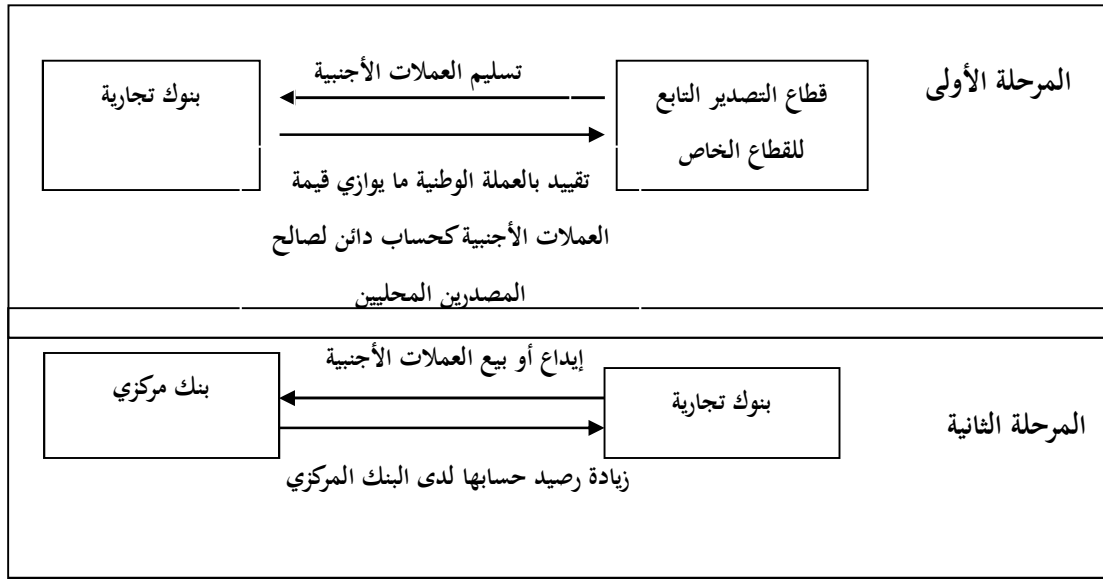 المرحلة الأولى
قطاع التصدير التابع
للقطاع الخاص
تسليم العملات الأجنبية
بنوك تجارية
تقييد بالعملة الوطنية ما يوازي قيمة
العملات الأجنبية كحساب دائن لصالح
المصدرين المحليين
المرحلة الثانية
بنوك تجارية
إيداع أو بيع العملات الأجنبية
بنك مركزي
زيادة رصيد حسابها لدى البنك المركزي